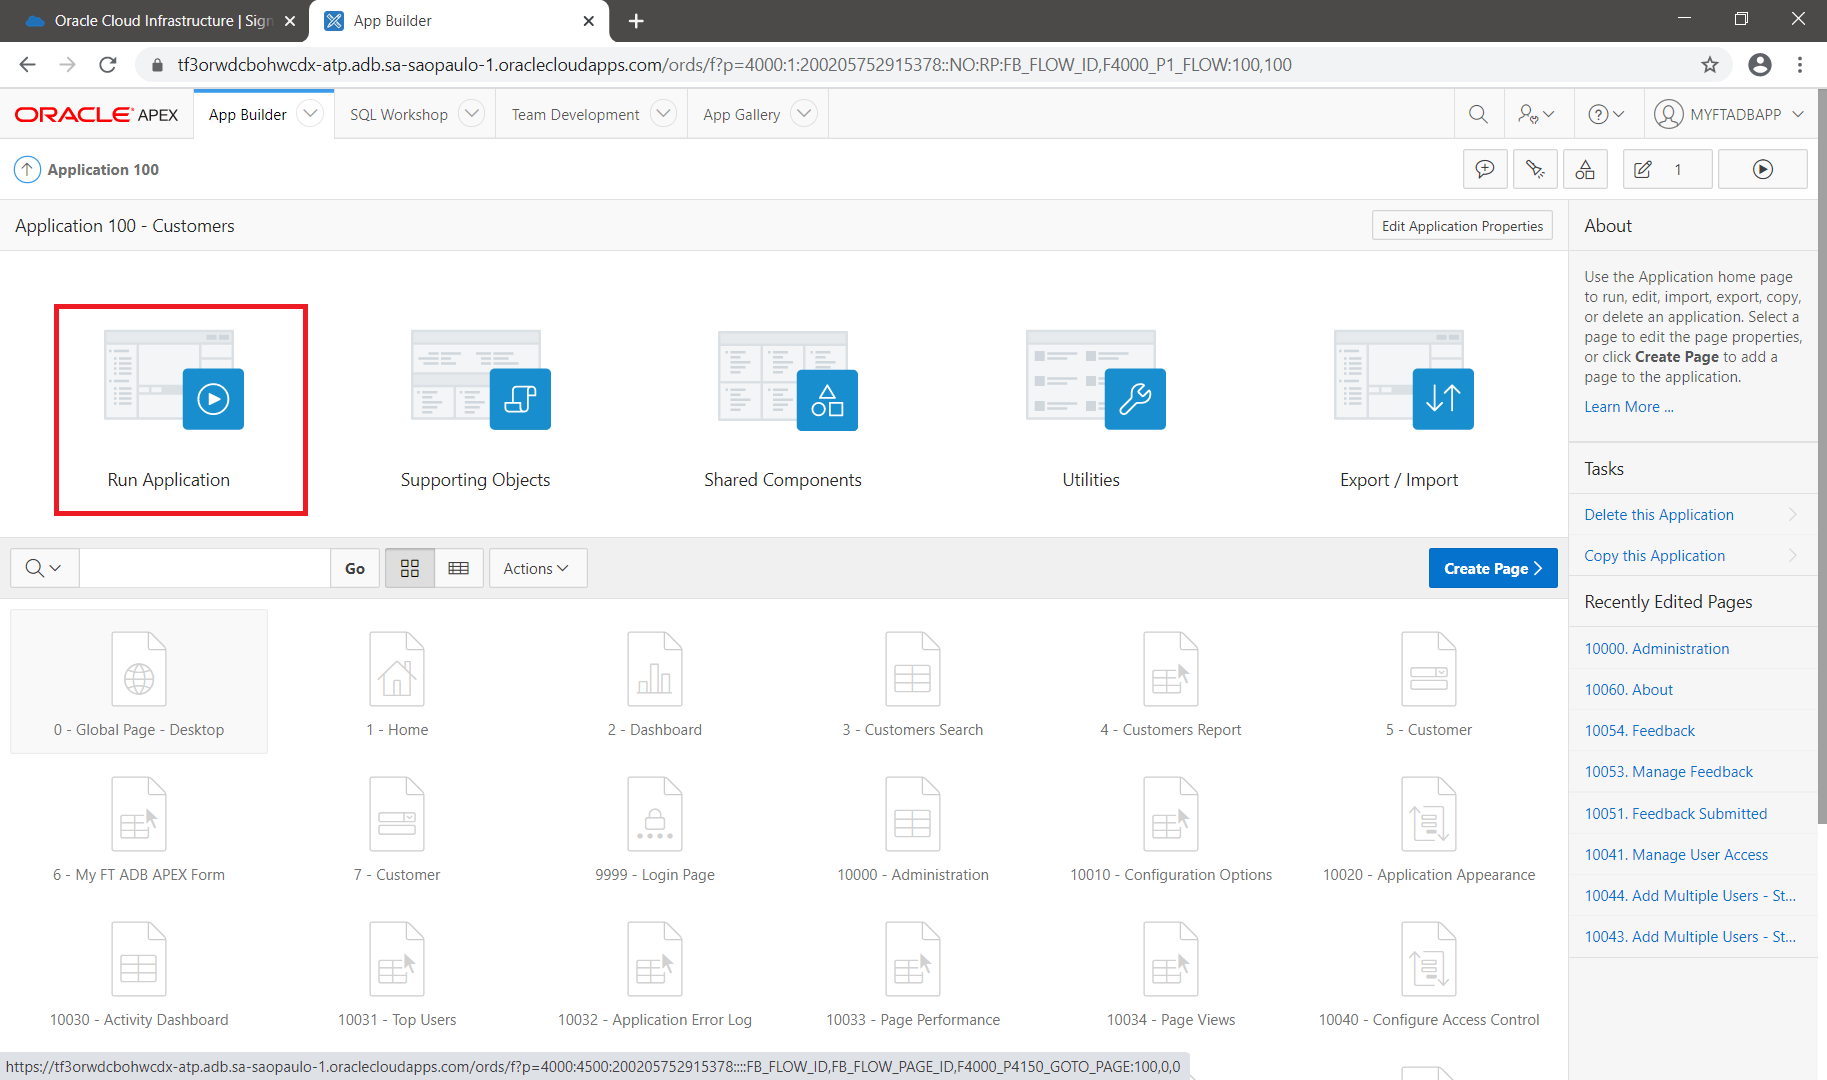 Oracle Cloud Infrastructure | Sign
App Builder
tf3orwdcbohwcdx-atp.adb.sa-saopaulo-1.oraclecloudapps.com/ords/f?p=4000:1:200205752915378::NO:RP:FB_FLOW_ID,F4000_P1_FLOW:100,100
ORACLE APEX
App Builder
SQL Workshop
Team Development
App Gallery
MYFTADBAPP
Application 100
1
Application 100 - Customers
Edit Application Properties
About
Use the Application home page
to run, edit, import, export, copy,
or delete an application. Select a
page to edit the page properties,
or click Create Page to add a
page to the application.
Learn More ...
Run Application
Supporting Objects
Shared Components
Utilities
Export / Import
Tasks
Delete this Application
Copy this Application
Go
Actions
Create Page
Recently Edited Pages
10000. Administration
10060. About
10054. Feedback
10053. Manage Feedback
10051. Feedback Submitted
10041. Manage User Access
10044. Add Multiple Users - St...
10043. Add Multiple Users - St...
0 - Global Page - Desktop
1 - Home
2 - Dashboard
3 - Customers Search
4 - Customers Report
5 - Customer
6 - My FT ADB APEX Form
7 - Customer
9999 - Login Page
10000 - Administration
10010 - Configuration Options
10020 - Application Appearance
10030 - Activity Dashboard
10031 - Top Users
10032 - Application Error Log
10033 - Page Performance
10034 - Page Views
10040 - Configure Access Control
https://tf3orwdcbohwcdx-atp.adb.sa-saopaulo-1.oraclecloudapps.com/ords/f?p=4000:4500:200205752915378::::FB_FLOW_ID,FB_FLOW_PAGE_ID,F4000_P4150_GOTO_PAGE:100,0,0